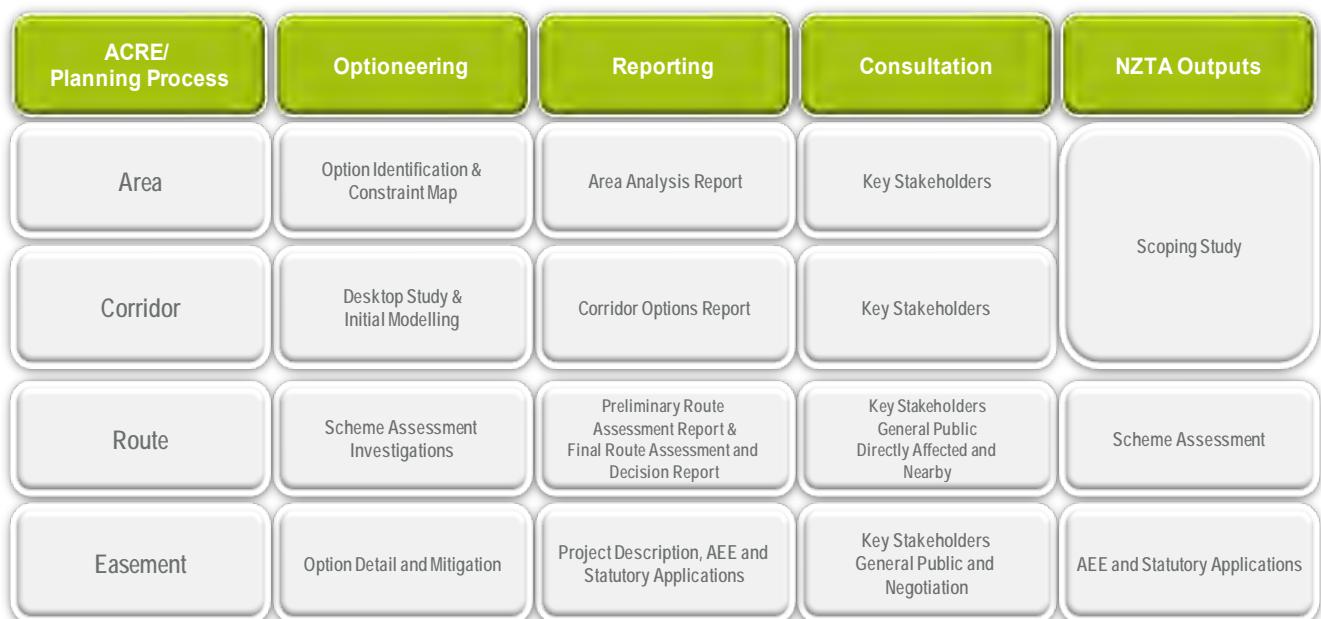 ACRE/
Planning Process
Optioneering
Reporting
Consultation
NZTA Outputs
Area
Option Identification &
Constraint Map
Area Analysis Report
Key Stakeholders
Scoping Study
Corridor
Desktop Study &
Initial Modelling
Corridor Options Report
Key Stakeholders
Route
Scheme Assessment
Investigations
Preliminary Route
Assessment Report &
Final Route Assessment and
Decision Report
Key Stakeholders
General Public
Directly Affected and
Nearby
Scheme Assessment
Easement
Option Detail and Mitigation
Project Description, AEE and
Statutory Applications
Key Stakeholders
General Public and
Negotiation
AEE and Statutory Applications